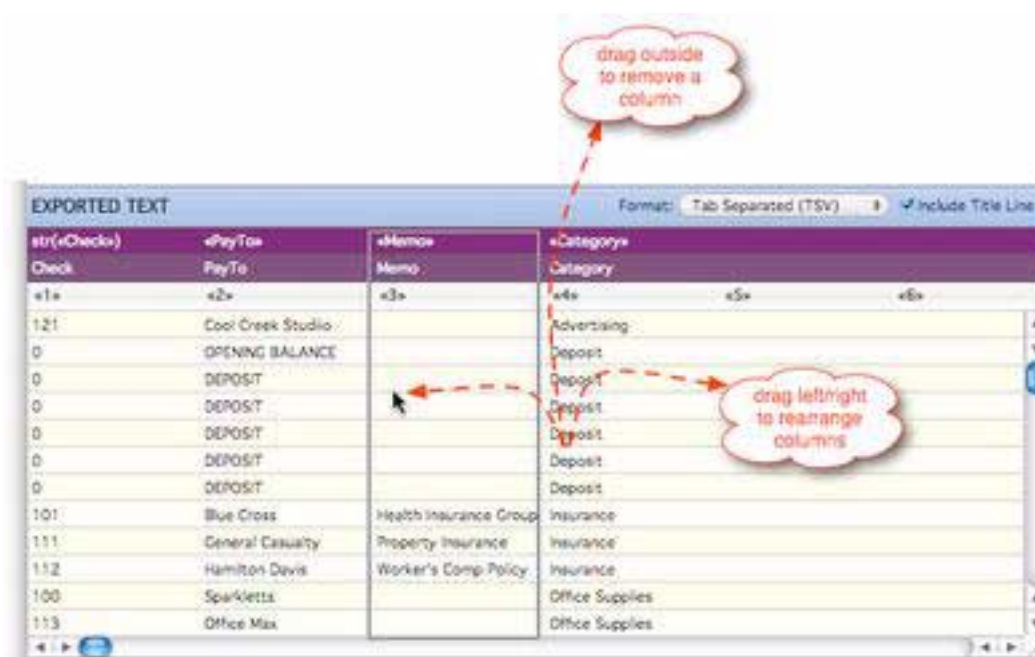 drag outside
to remove a
column
EXPORTED TEXT Format: Tab Separated (TSV) Include Title Line
str(«Check») «PayTo» «Memo» «Category»
Check PayTo Memo Category
«1» «2» «3» «4» «5» «6»
121 Cool Creek Studiio Advertising
0 OPENING BALANCE Deposit
0 DEPOSIT Deposit
0 DEPOSIT Deposit
0 DEPOSIT Deposit
0 DEPOSIT Deposit
0 DEPOSIT Deposit
drag left/right
to rearrange
columns
101 Blue Cross Health Insurance Group Insurance
111 General Casualty Property Insurance Insurance
112 Hamilton Davis Worker's Comp Policy Insurance
100 Sparkletts Office Supplies
113 Office Max Office Supplies